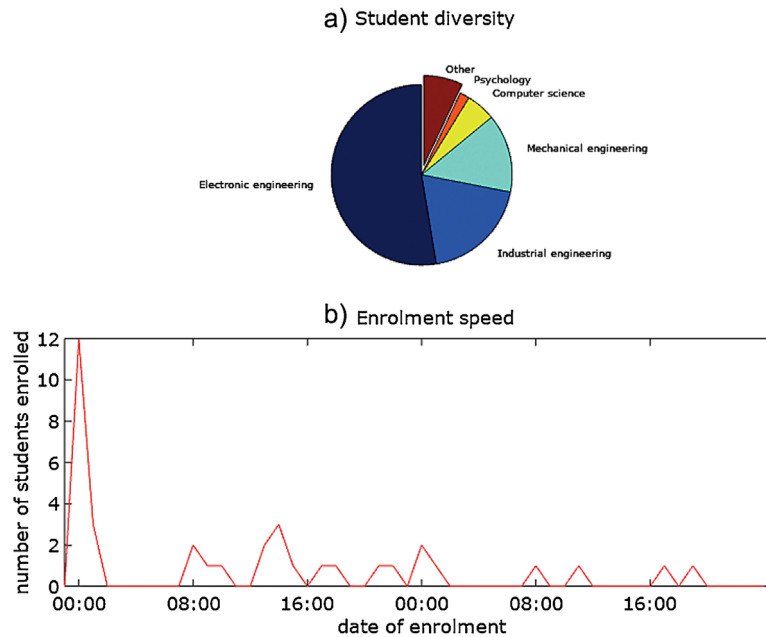 a) Student diversity
Other
Psychology
Computer science
Mechanical engineering
Electronic engineering
Industrial engineering
b) Enrolment speed
12
10
8
6
4
2
0
number of students enrolled
00:00 08:00 16:00 00:00 08:00 16:00
date of enrolment